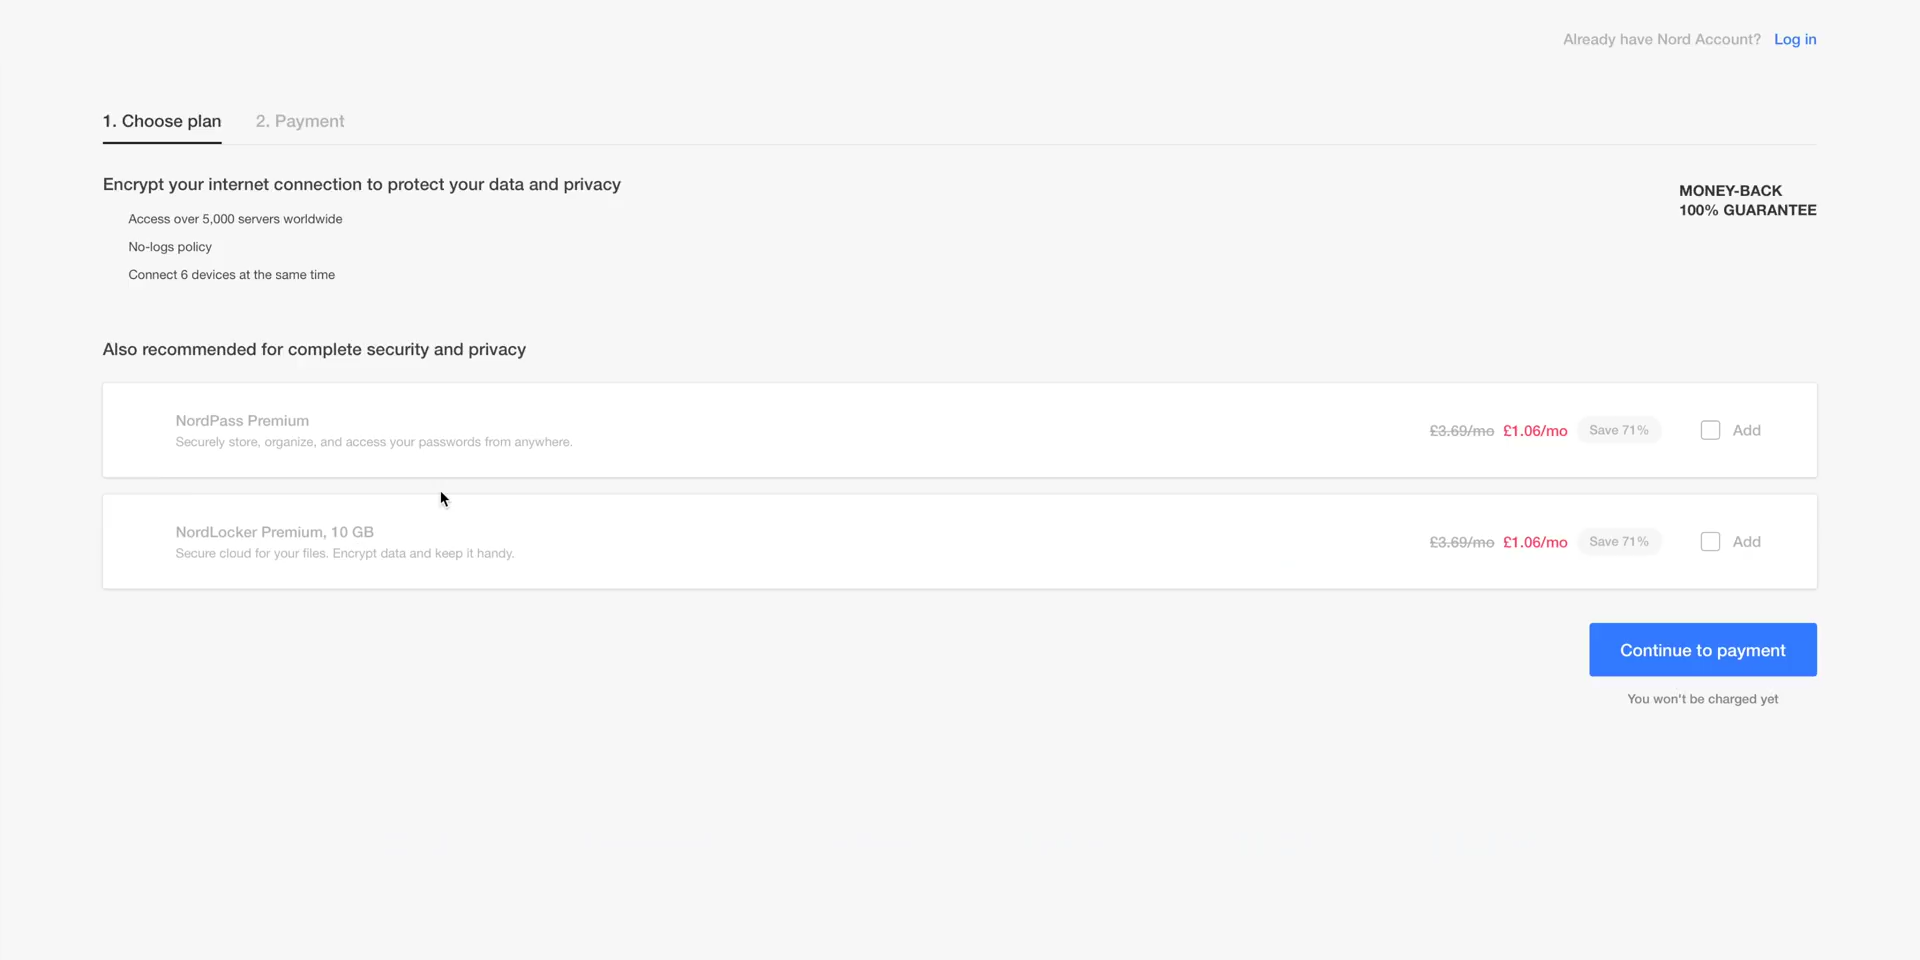 Already have Nord Account? Log in
1. Choose plan 2. Payment
Encrypt your internet connection to protect your data and privacy
Access over 5,000 servers worldwide
No-logs policy
Connect 6 devices at the same time
MONEY-BACK
100% GUARANTEE
Also recommended for complete security and privacy
NordPass Premium
Securely store, organize, and access your passwords from anywhere.
£3.69/mo £1.06/mo Save 71% Add
NordLocker Premium, 10 GB
Secure cloud for your files. Encrypt data and keep it handy.
£3.69/mo £1.06/mo Save 71% Add
Continue to payment
You won't be charged yet